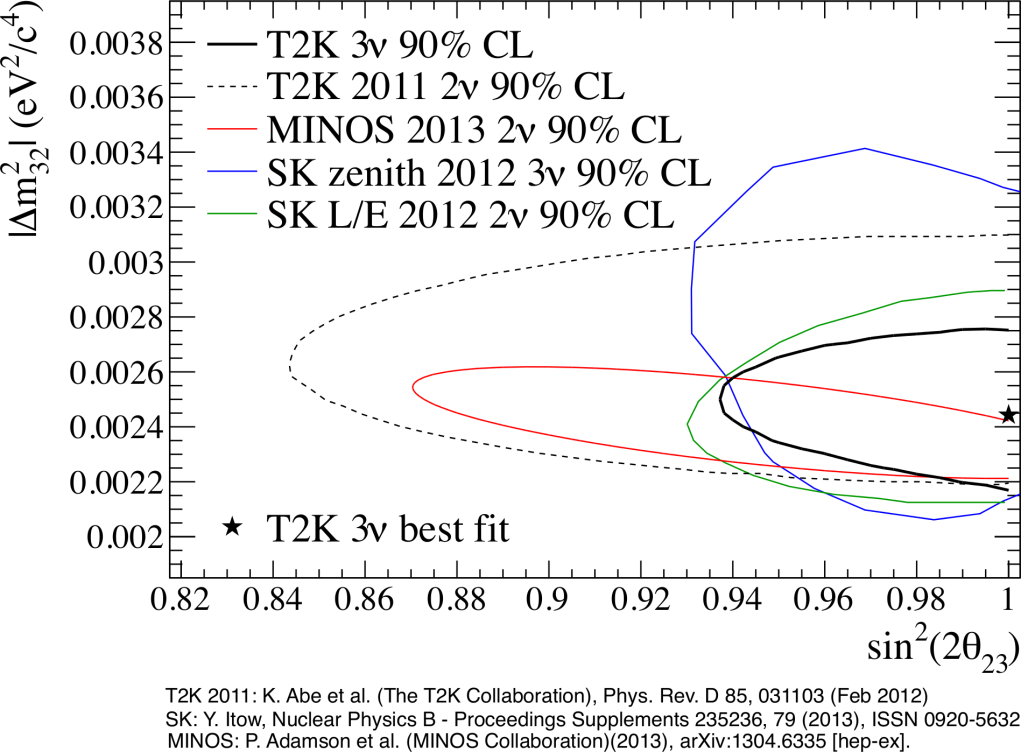 |Δm²₃₂| (eV²/c⁴)
0.0038
0.0036
0.0034
0.0032
0.003
0.0028
0.0026
0.0024
0.0022
0.002
T2K 3ν 90% CL
T2K 2011 2ν 90% CL
MINOS 2013 2ν 90% CL
SK zenith 2012 3ν 90% CL
SK L/E 2012 2ν 90% CL
T2K 3ν best fit
0.82 0.84 0.86 0.88 0.9 0.92 0.94 0.96 0.98 1
sin²(2θ₂₃)
T2K 2011: K. Abe et al. (The T2K Collaboration), Phys. Rev. D 85, 031103 (Feb 2012)
SK: Y. Itow, Nuclear Physics B - Proceedings Supplements 235236, 79 (2013), ISSN 0920-5632
MINOS: P. Adamson et al. (MINOS Collaboration)(2013), arXiv:1304.6335 [hep-ex].